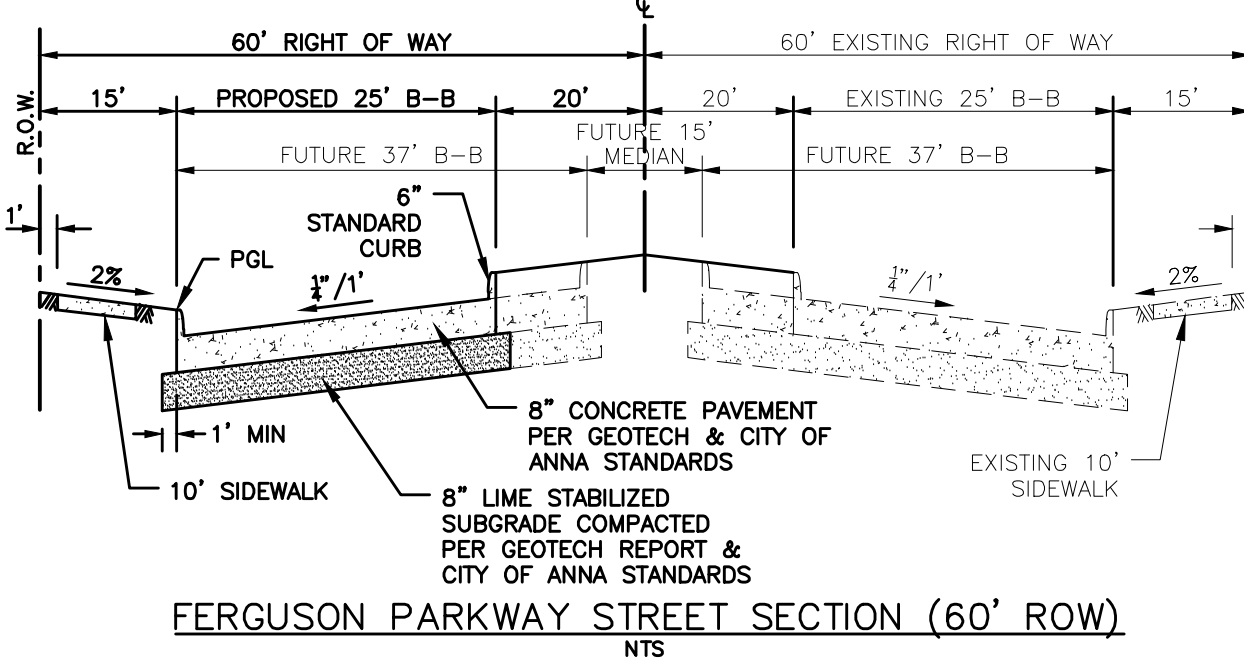 ℄
60' RIGHT OF WAY
60' EXISTING RIGHT OF WAY
R.O.W.
15'
PROPOSED 25' B-B
20'
20'
EXISTING 25' B-B
15'
FUTURE 37' B-B
FUTURE 15'
MEDIAN
FUTURE 37' B-B
1'
6"
STANDARD
CURB
PGL
2%
1/4"/1'
1/4"/1'
2%
1' MIN
10' SIDEWALK
8" CONCRETE PAVEMENT
PER GEOTECH & CITY OF
ANNA STANDARDS
EXISTING 10'
SIDEWALK
8" LIME STABILIZED
SUBGRADE COMPACTED
PER GEOTECH REPORT &
CITY OF ANNA STANDARDS
FERGUSON PARKWAY STREET SECTION (60' ROW)
NTS